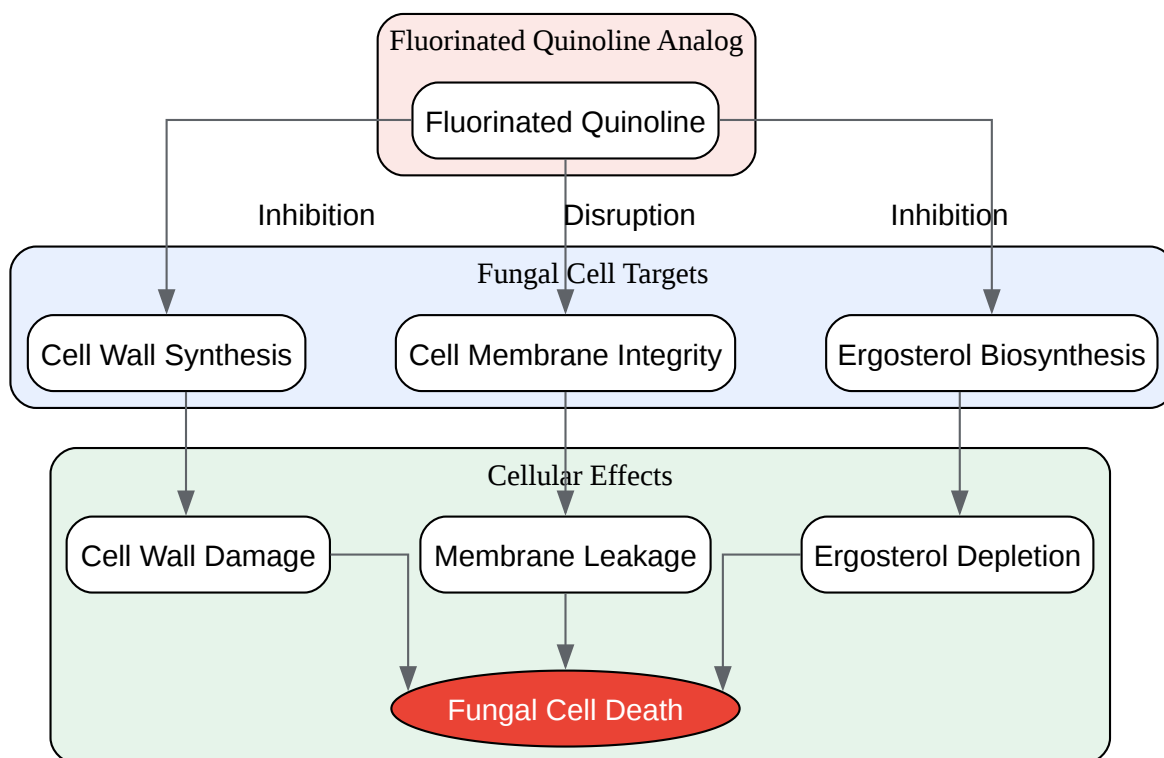 Fluorinated Quinoline Analog
Fluorinated Quinoline
Inhibition
Disruption
Inhibition
Fungal Cell Targets
Cell Wall Synthesis
Cell Membrane Integrity
Ergosterol Biosynthesis
Cellular Effects
Cell Wall Damage
Membrane Leakage
Ergosterol Depletion
Fungal Cell Death